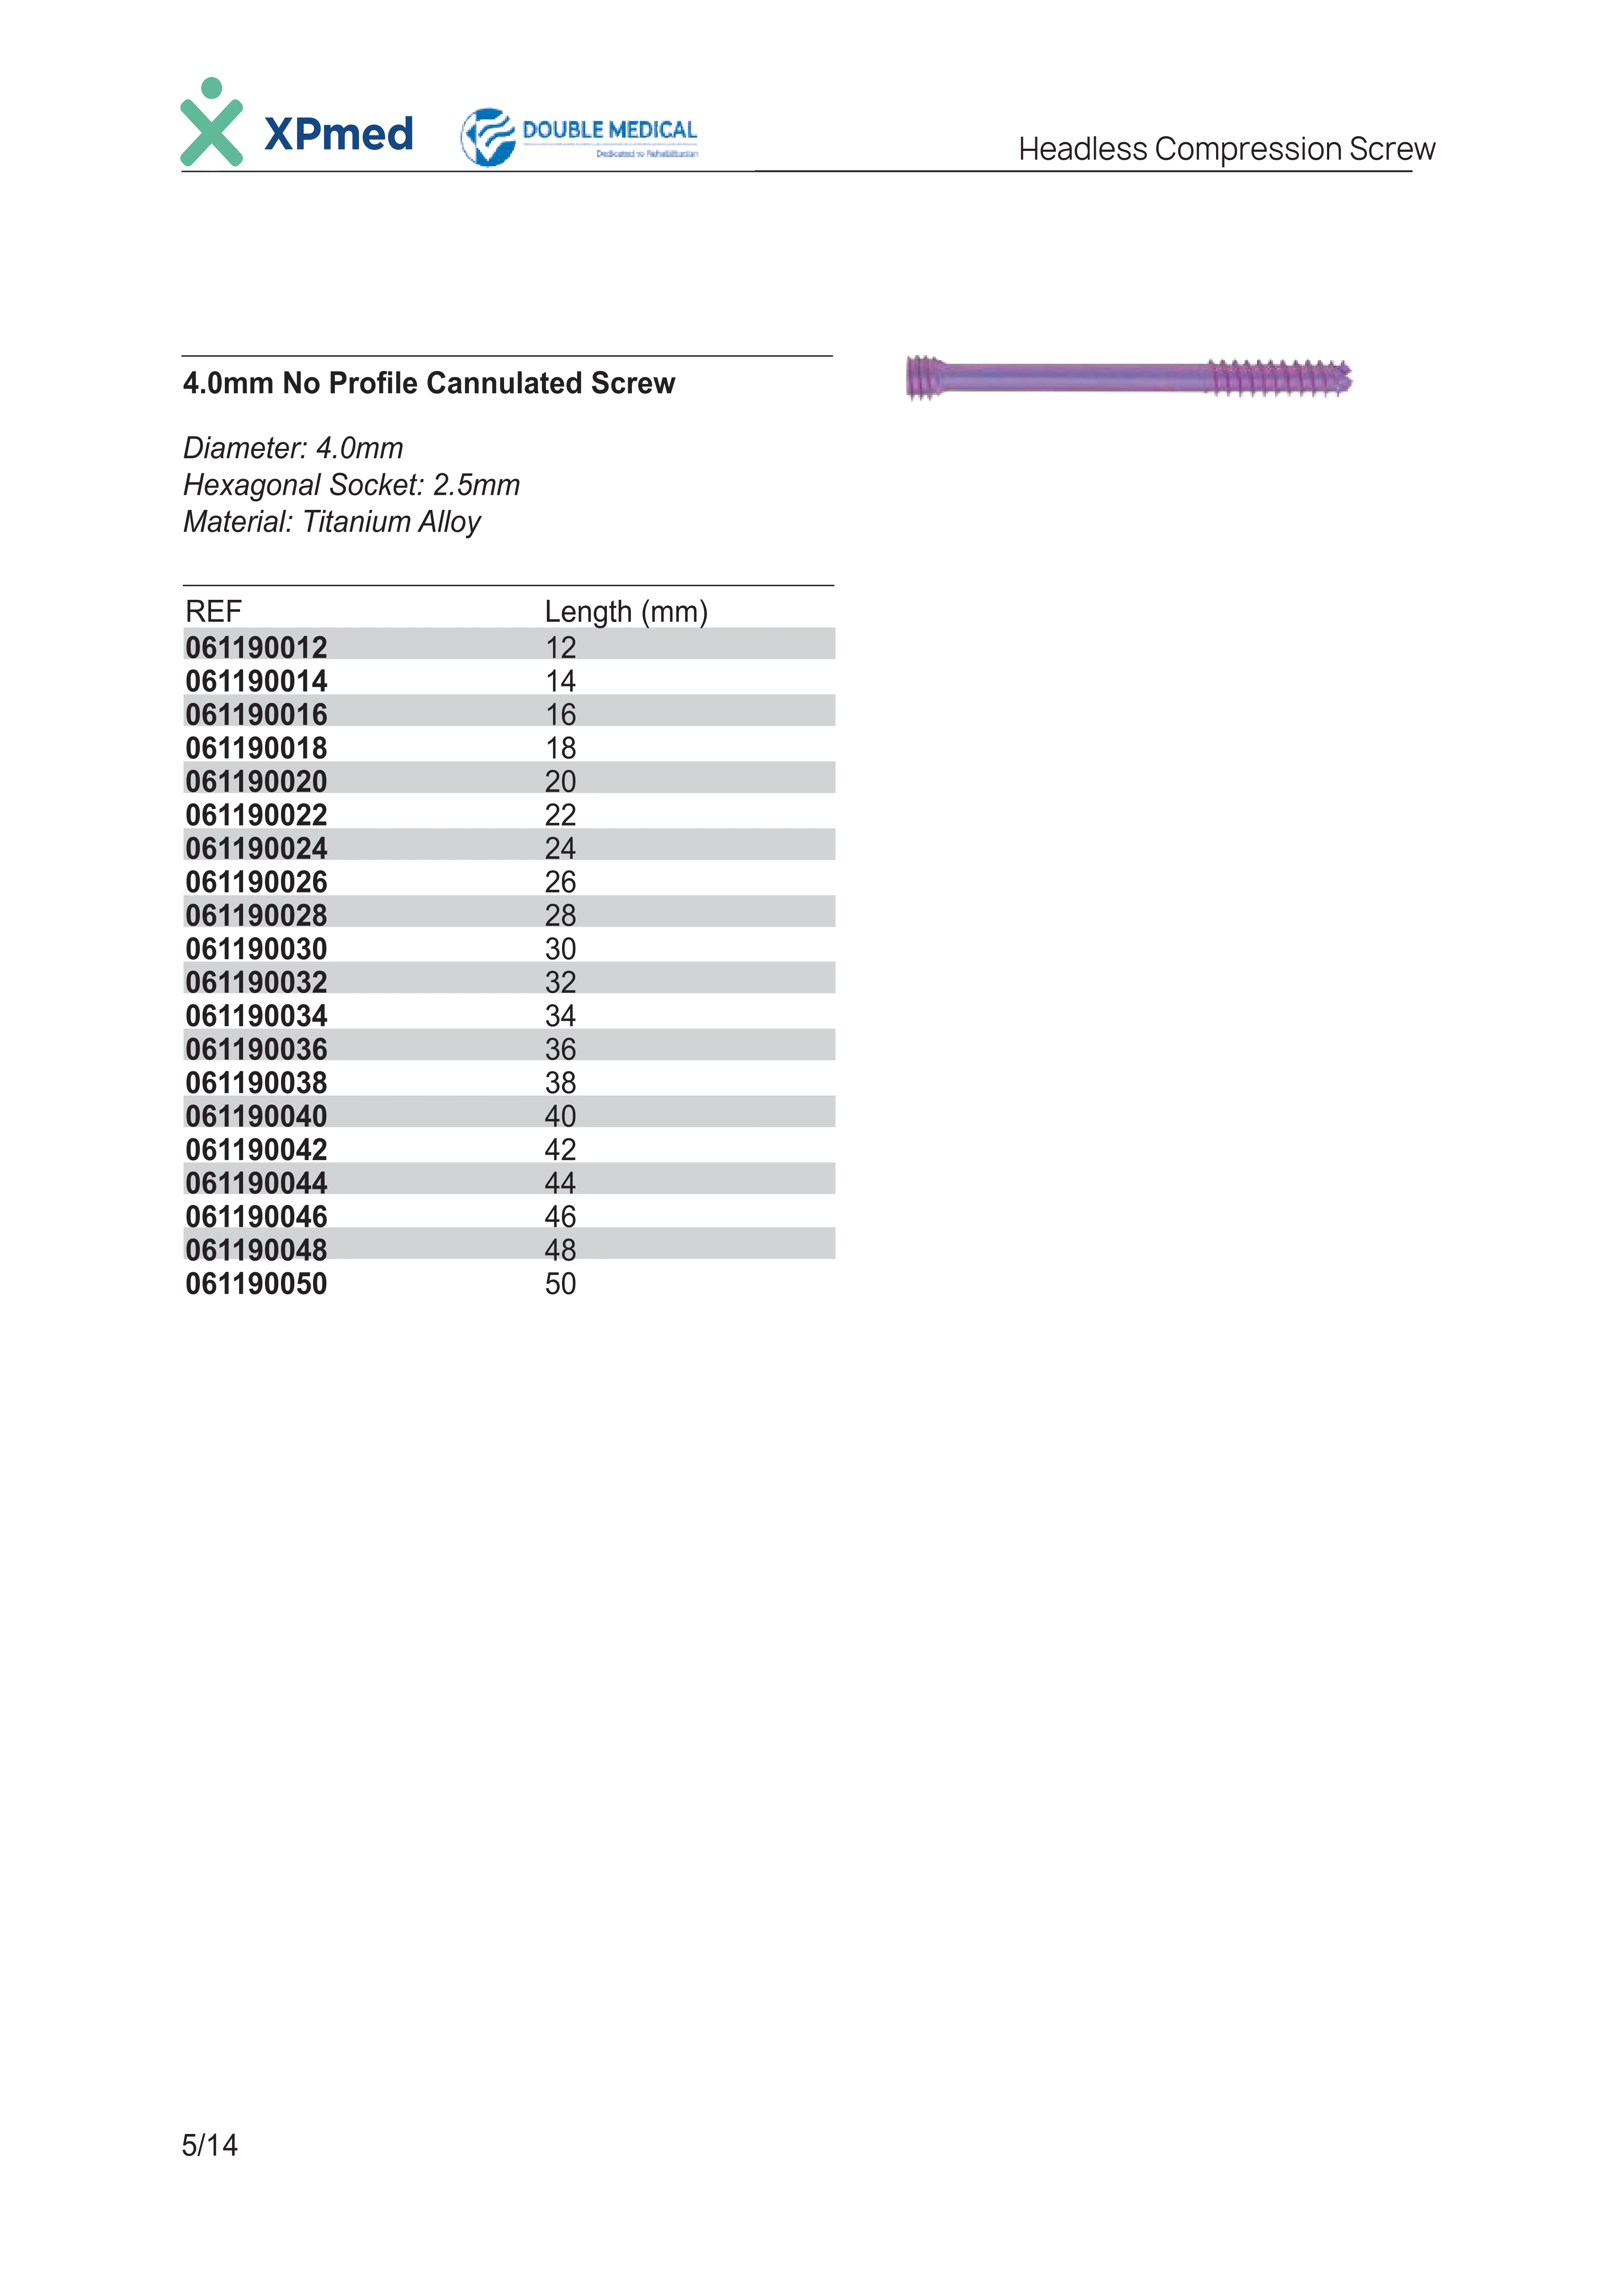 XPmed
DOUBLE MEDICAL
Dedicated to Rehabilitation
Headless Compression Screw
4.0mm No Profile Cannulated Screw
Diameter: 4.0mm
Hexagonal Socket: 2.5mm
Material: Titanium Alloy
REF Length (mm)
061190012 12
061190014 14
061190016 16
061190018 18
061190020 20
061190022 22
061190024 24
061190026 26
061190028 28
061190030 30
061190032 32
061190034 34
061190036 36
061190038 38
061190040 40
061190042 42
061190044 44
061190046 46
061190048 48
061190050 50
5/14